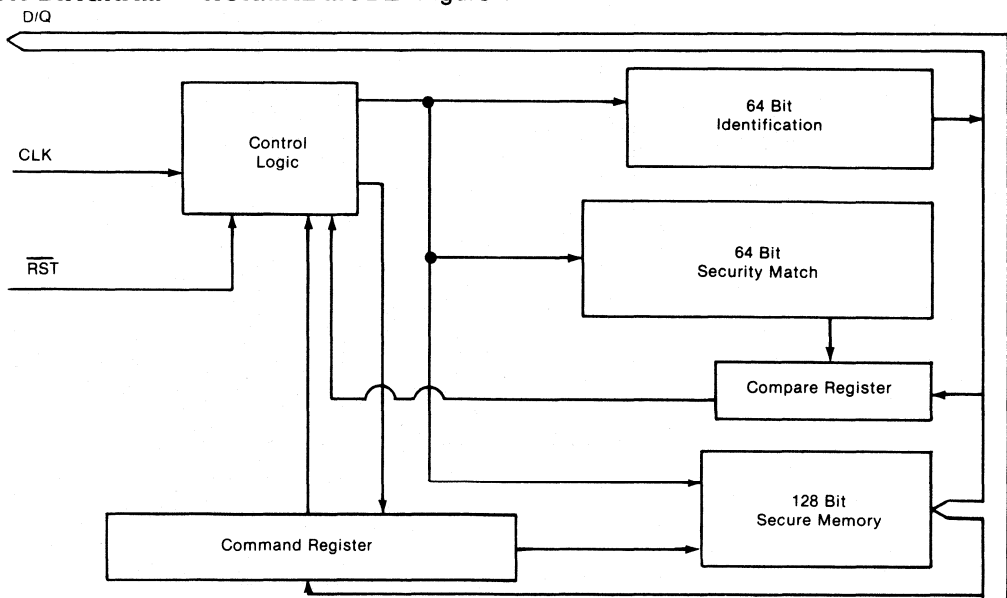 D/Q
Control
Logic
CLK
RST
64 Bit
Identification
64 Bit
Security Match
Compare Register
128 Bit
Secure Memory
Command Register